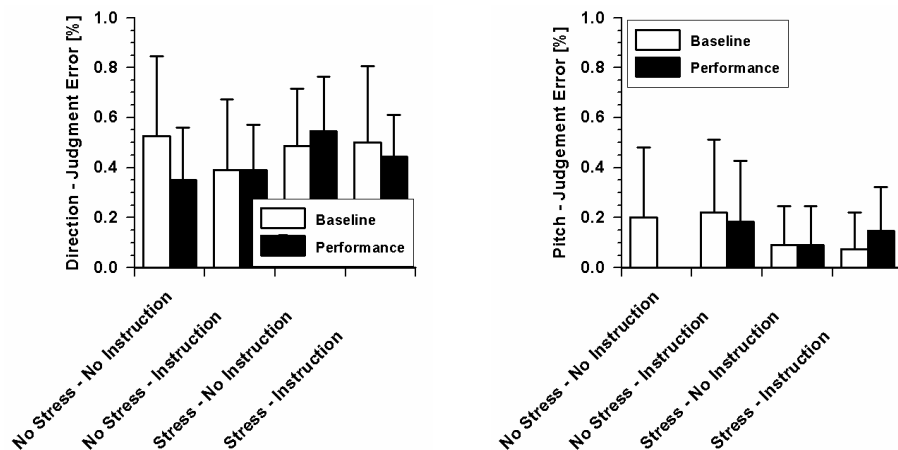 Direction - Judgment Error [%]
1.0
0.8
0.6
0.4
0.2
0.0
Baseline
Performance
No Stress - No Instruction
No Stress - Instruction
Stress - No Instruction
Stress - Instruction
Pitch - Judgement Error [%]
1.0
0.8
0.6
0.4
0.2
0.0
Baseline
Performance
No Stress - No Instruction
No Stress - Instruction
Stress - No Instruction
Stress - Instruction